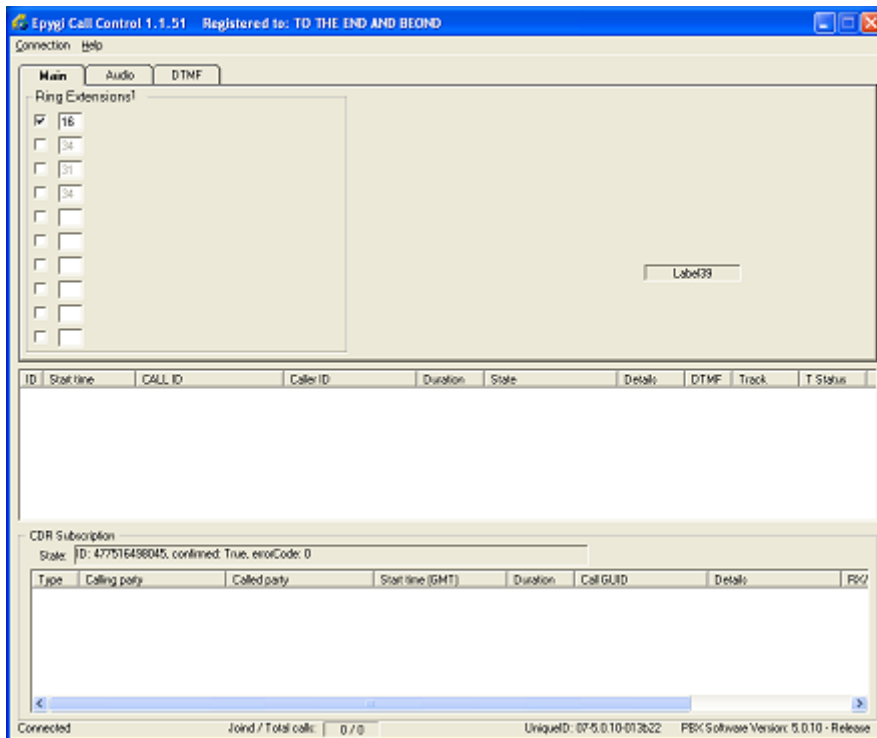 Epygi Call Control 1.1.51 Registered to: TO THE END AND BEOND
Connection Help
Main Audio DTMF
Ring Extensions1
16
34
31
34
Label39
ID Start time CALL ID Caller ID Duration State Details DTMF Track T Status
CDR Subscription
State: ID: 477516498045, confirmed: True, errorCode: 0
Type Calling party Called party Start time (GMT) Duration Call GUID Details RX/
Connected Joind / Total calls: 0 / 0 UniqueID: 07-5.0.10-013b22 PBX Software Version: 5.0.10 - Release